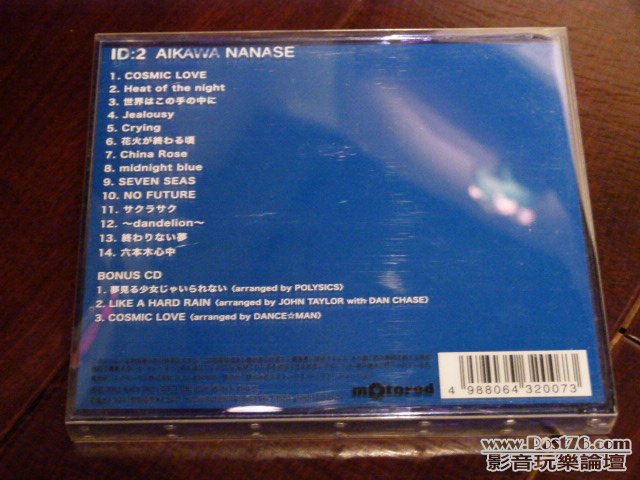 ID:2 AIKAWA NANASE
1. COSMIC LOVE
2. Heat of the night
3. 世界はこの手の中に
4. Jealousy
5. Crying
6. 花火が終わる頃
7. China Rose
8. midnight blue
9. SEVEN SEAS
10. NO FUTURE
11. サクラサク
12. 〜dandelion〜
13. 終わりない夢
14. 六本木心中
BONUS CD
1. 夢見る少女じゃいられない (arranged by POLYSICS)
2. LIKE A HARD RAIN (arranged by JOHN TAYLOR with DAN CHASE)
3. COSMIC LOVE (arranged by DANCE☆MAN)
motorod
4 988064 320073
www.Post76.com
影音玩樂論壇